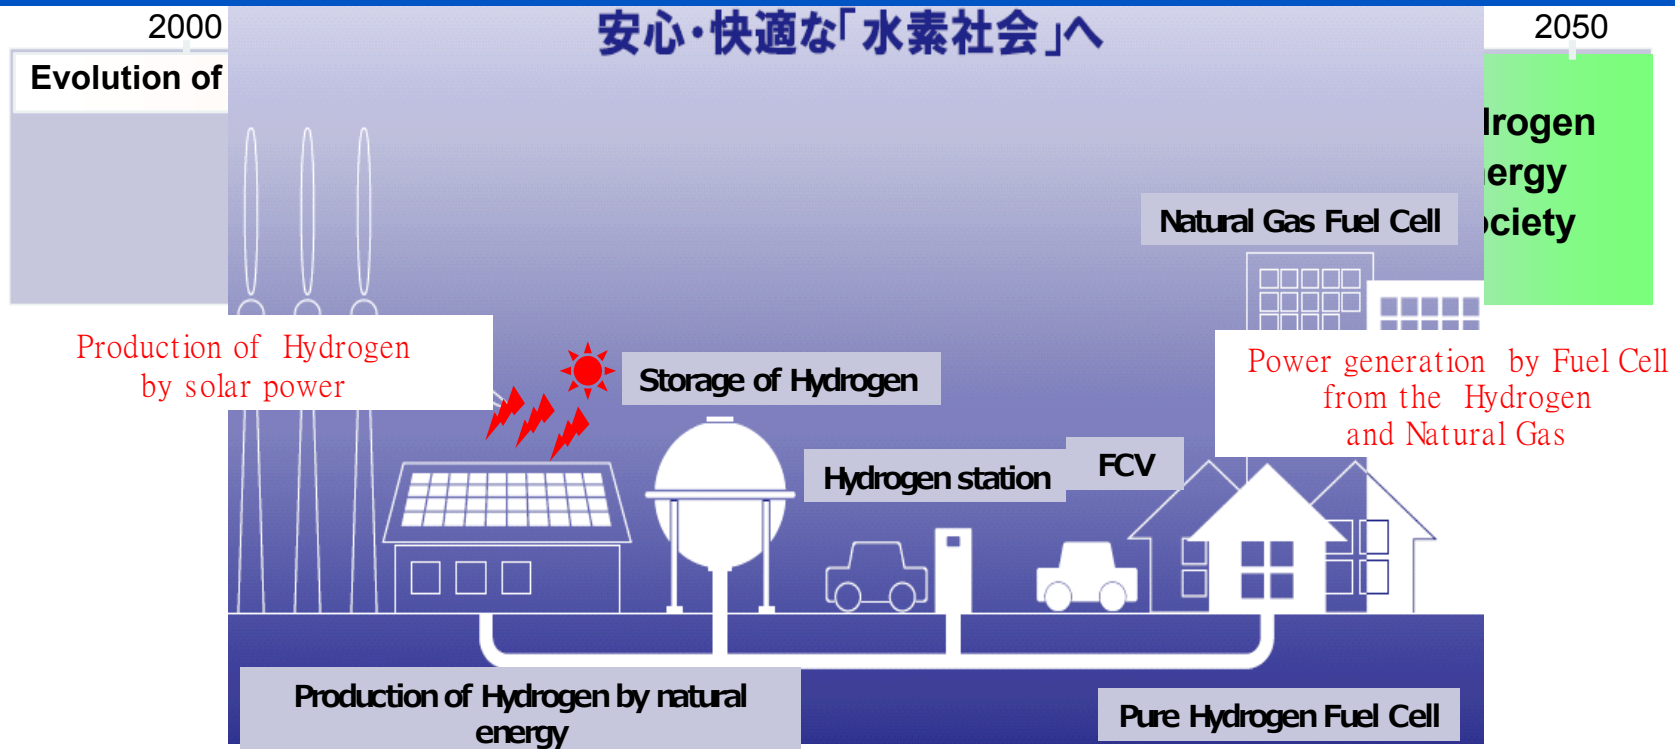 2000
安心・快適な「水素社会」へ
2050
Evolution of
drogen
ergy
ociety
Natural Gas Fuel Cell
Production of Hydrogen
by solar power
Storage of Hydrogen
Power generation by Fuel Cell
from the Hydrogen
and Natural Gas
Hydrogen station
FCV
Production of Hydrogen by natural
energy
Pure Hydrogen Fuel Cell